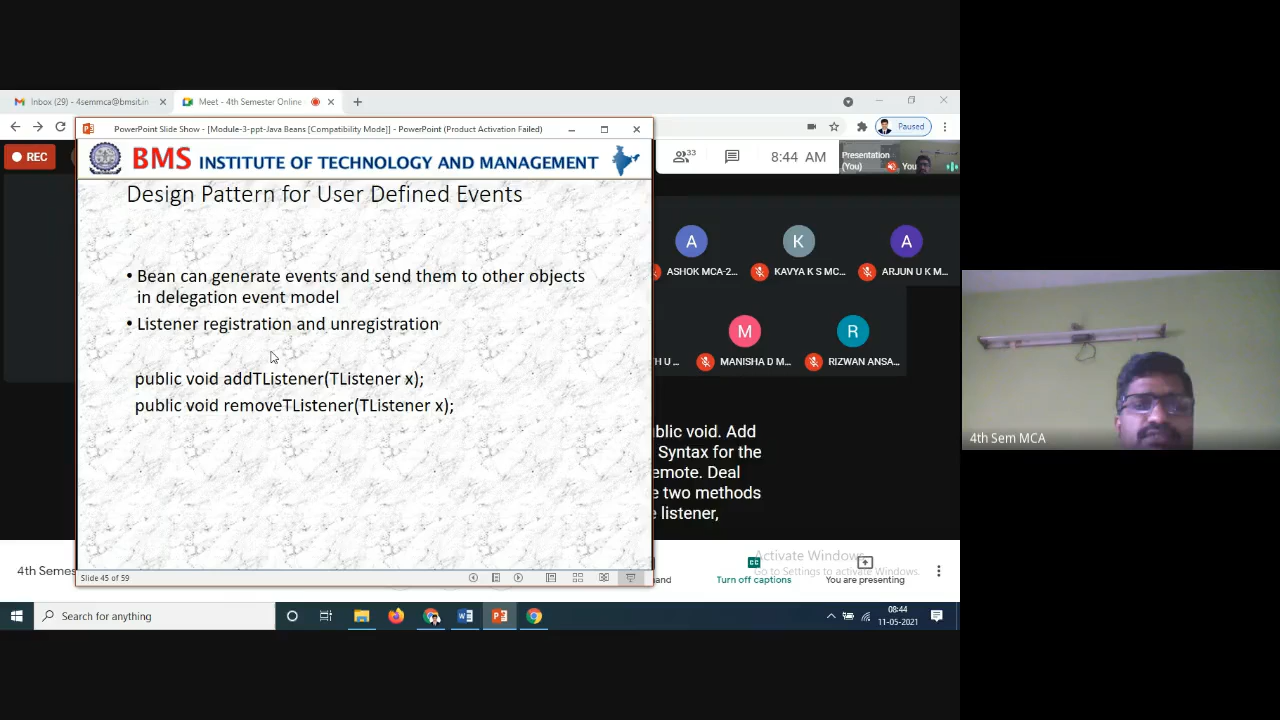 Inbox (29) - 4semmca@bmsit.in
Meet - 4th Semester Online
Paused
PowerPoint Slide Show - [Module-3-ppt-Java Beans [Compatibility Mode]] - PowerPoint (Product Activation Failed)
REC
BMS INSTITUTE OF TECHNOLOGY AND MANAGEMENT
33
8:44 AM
Presentation
(You)
You
Design Pattern for User Defined Events
• Bean can generate events and send them to other objects
in delegation event model
• Listener registration and unregistration
public void addTListener(TListener x);
public void removeTListener(TListener x);
A
K
A
ASHOK MCA-2...
KAVYA K S MC...
ARJUN U K M...
M
R
H U ...
MANISHA D M...
RIZWAN ANSA...
blic void. Add
Syntax for the
emote. Deal
e two methods
e listener,
4th Sem MCA
Slide 45 of 59
4th Semes
and
CC
Turn off captions
You are presenting
Activate Windows
Go to Settings to activate Windows.
Search for anything
08:44
11-05-2021